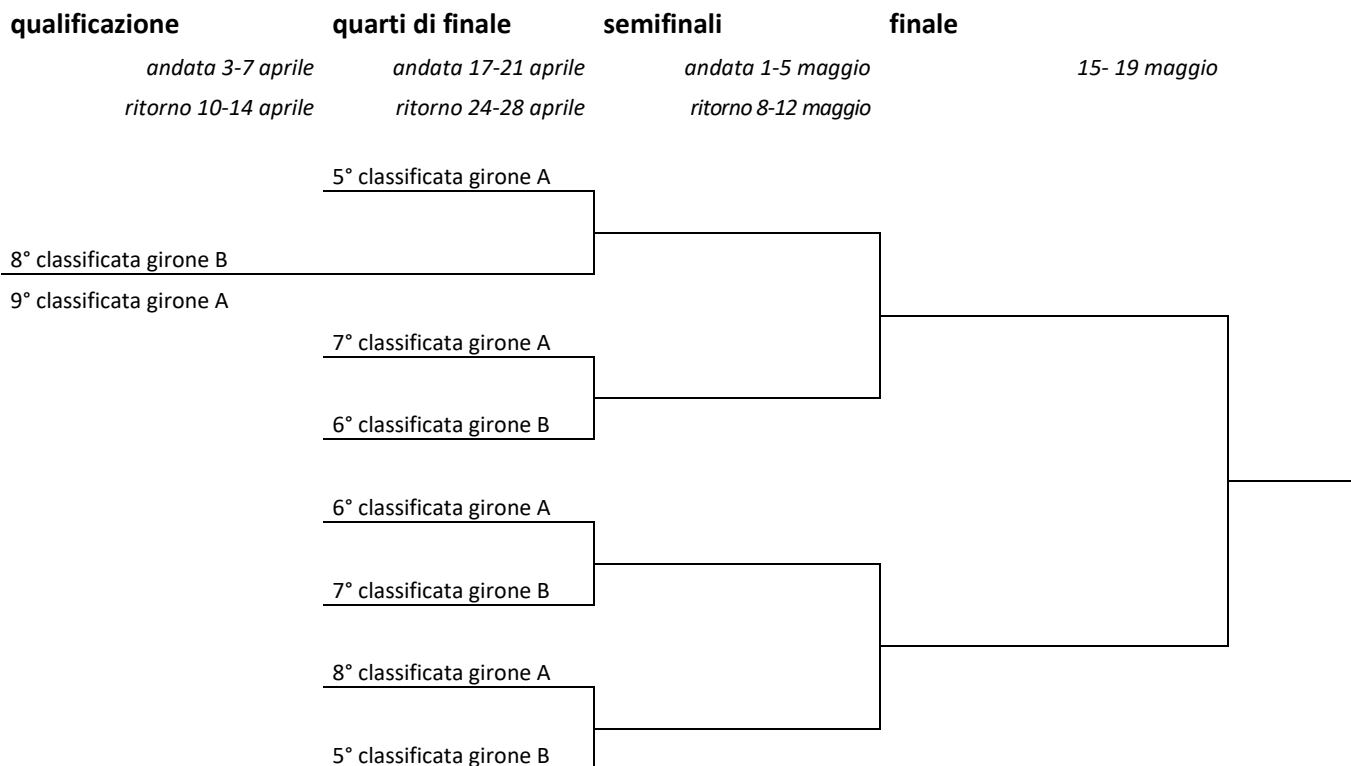 qualificazione quarti di finale semifinali finale
andata 3-7 aprile andata 17-21 aprile andata 1-5 maggio 15- 19 maggio
ritorno 10-14 aprile ritorno 24-28 aprile ritorno 8-12 maggio
5° classificata girone A
8° classificata girone B
9° classificata girone A
7° classificata girone A
6° classificata girone B
6° classificata girone A
7° classificata girone B
8° classificata girone A
5° classificata girone B